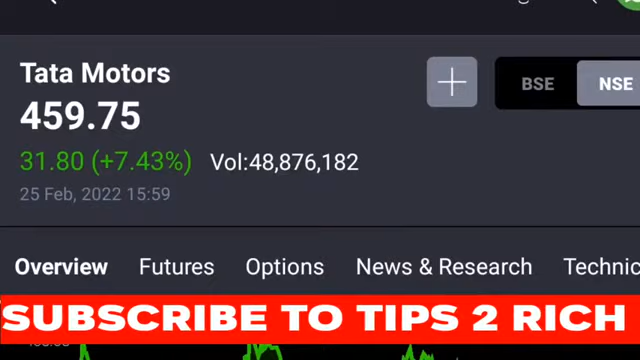 Tata Motors
459.75
BSE NSE
31.80 (+7.43%) Vol:48,876,182
25 Feb, 2022 15:59
Overview Futures Options News & Research
SUBSCRIBE TO TIPS 2 RICH